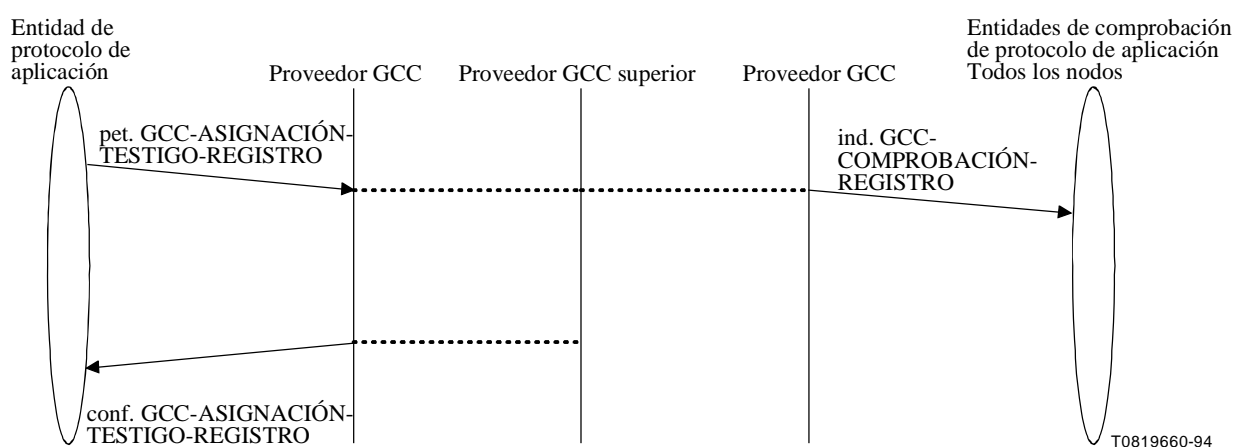 Entidad de
protocolo de
aplicación
Proveedor GCC
Proveedor GCC superior
Proveedor GCC
Entidades de comprobación
de protocolo de aplicación
Todos los nodos
pet. GCC-ASIGNACIÓN-
TESTIGO-REGISTRO
ind. GCC-
COMPROBACIÓN-
REGISTRO
conf. GCC-ASIGNACIÓN-
TESTIGO-REGISTRO
T0819660-94